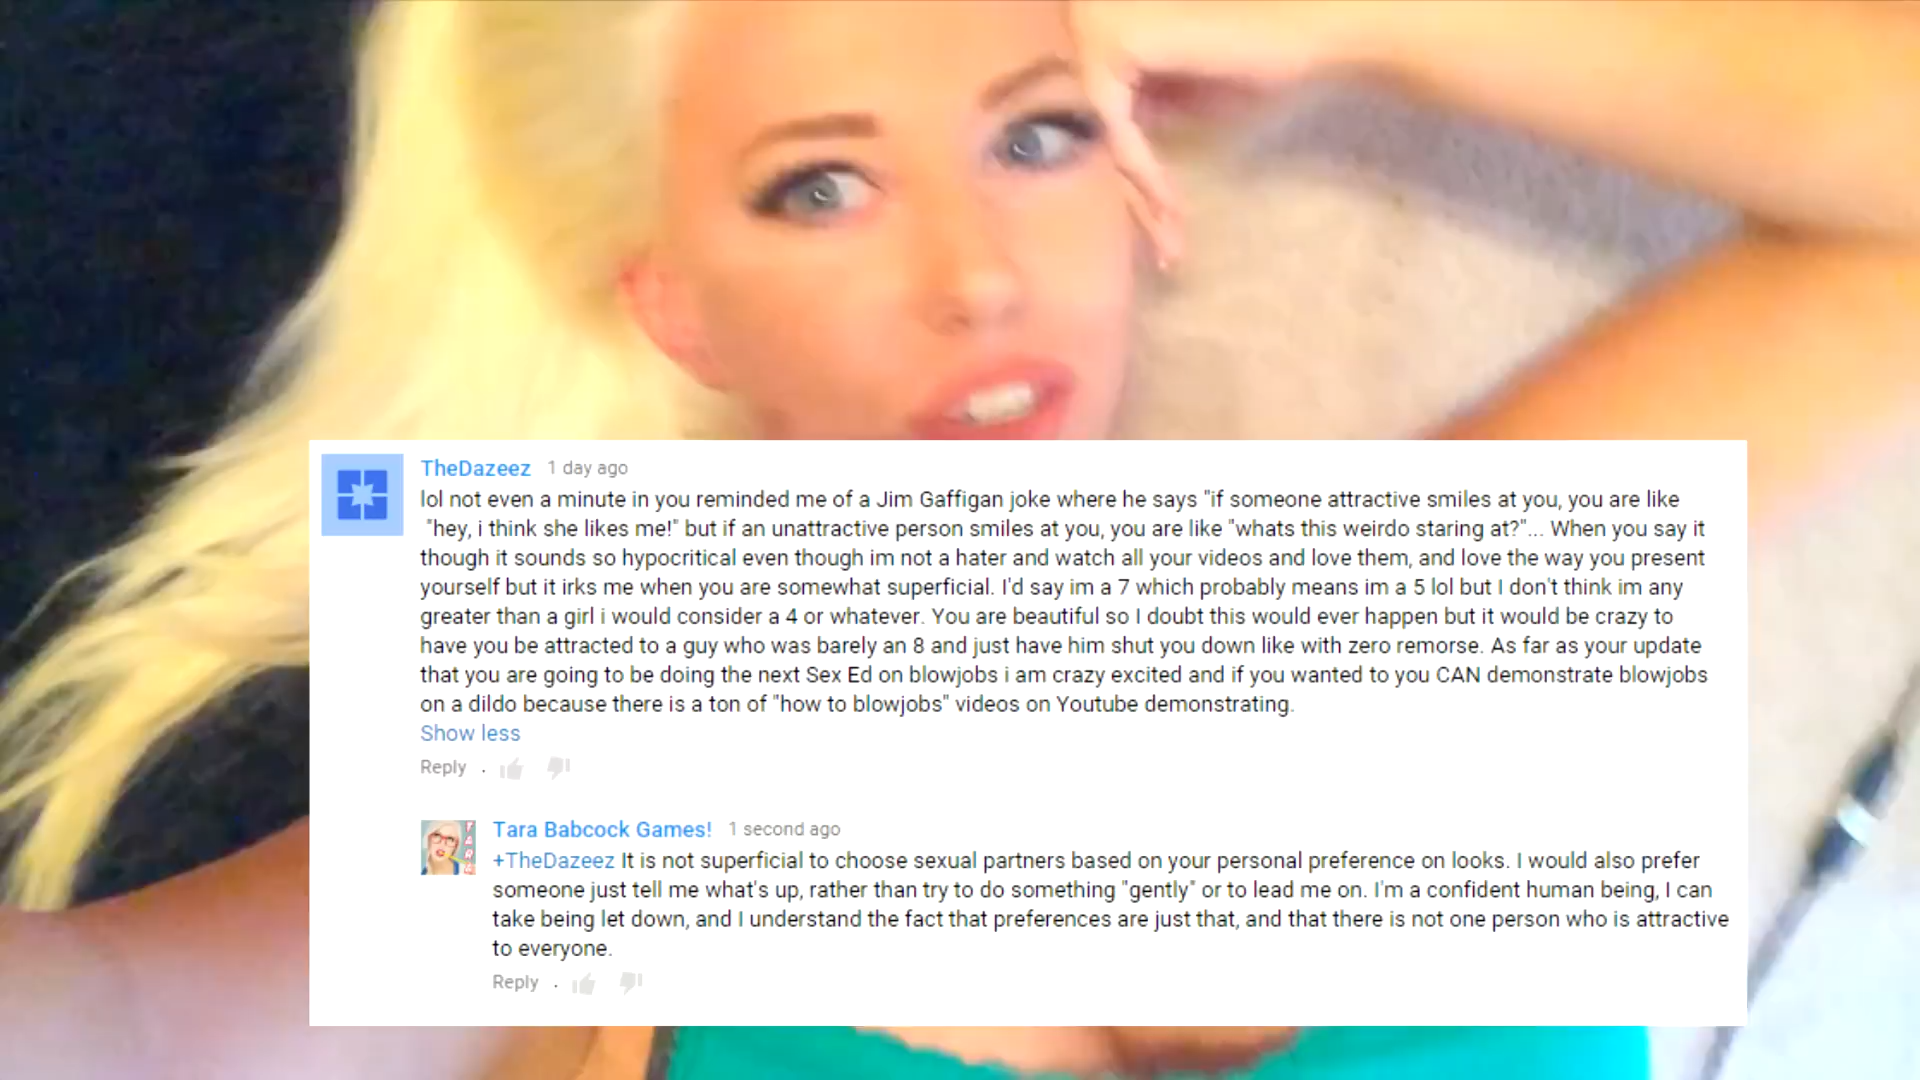 TheDazeez 1 day ago
lol not even a minute in you reminded me of a Jim Gaffigan joke where he says "if someone attractive smiles at you, you are like
"hey, i think she likes me!" but if an unattractive person smiles at you, you are like "whats this weirdo staring at?"... When you say it
though it sounds so hypocritical even though im not a hater and watch all your videos and love them, and love the way you present
yourself but it irks me when you are somewhat superficial. I'd say im a 7 which probably means im a 5 lol but I don't think im any
greater than a girl i would consider a 4 or whatever. You are beautiful so I doubt this would ever happen but it would be crazy to
have you be attracted to a guy who was barely an 8 and just have him shut you down like with zero remorse. As far as your update
that you are going to be doing the next Sex Ed on blowjobs i am crazy excited and if you wanted to you CAN demonstrate blowjobs
on a dildo because there is a ton of "how to blowjobs" videos on Youtube demonstrating.
Show less
Reply .
Tara Babcock Games! 1 second ago
+TheDazeez It is not superficial to choose sexual partners based on your personal preference on looks. I would also prefer
someone just tell me what's up, rather than try to do something "gently" or to lead me on. I'm a confident human being, I can
take being let down, and I understand the fact that preferences are just that, and that there is not one person who is attractive
to everyone.
Reply .